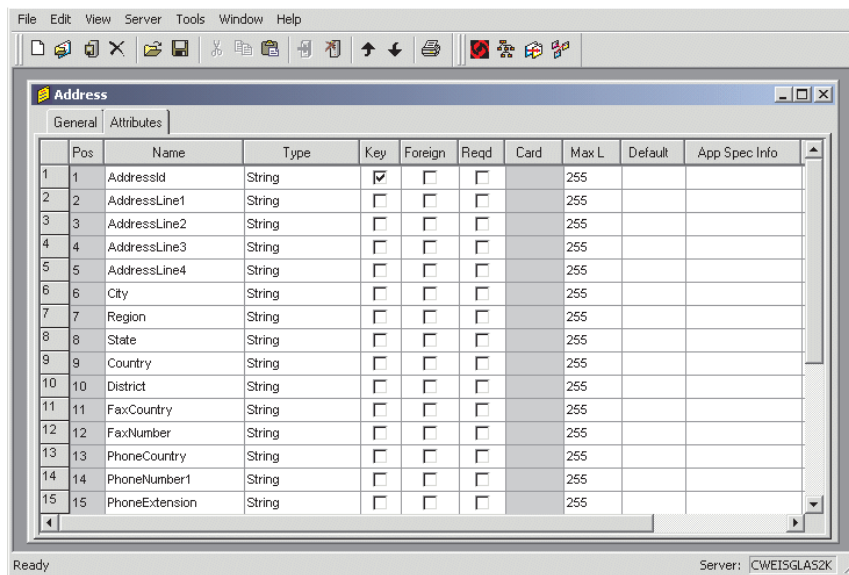 File Edit View Server Tools Window Help
Address
General Attributes
Pos Name Type Key Foreign Reqd Card Max L Default App Spec Info
1 1 AddressId String 255
2 2 AddressLine1 String 255
3 3 AddressLine2 String 255
4 4 AddressLine3 String 255
5 5 AddressLine4 String 255
6 6 City String 255
7 7 Region String 255
8 8 State String 255
9 9 Country String 255
10 10 District String 255
11 11 FaxCountry String 255
12 12 FaxNumber String 255
13 13 PhoneCountry String 255
14 14 PhoneNumber1 String 255
15 15 PhoneExtension String 255
Ready Server: CWEISGLAS2K